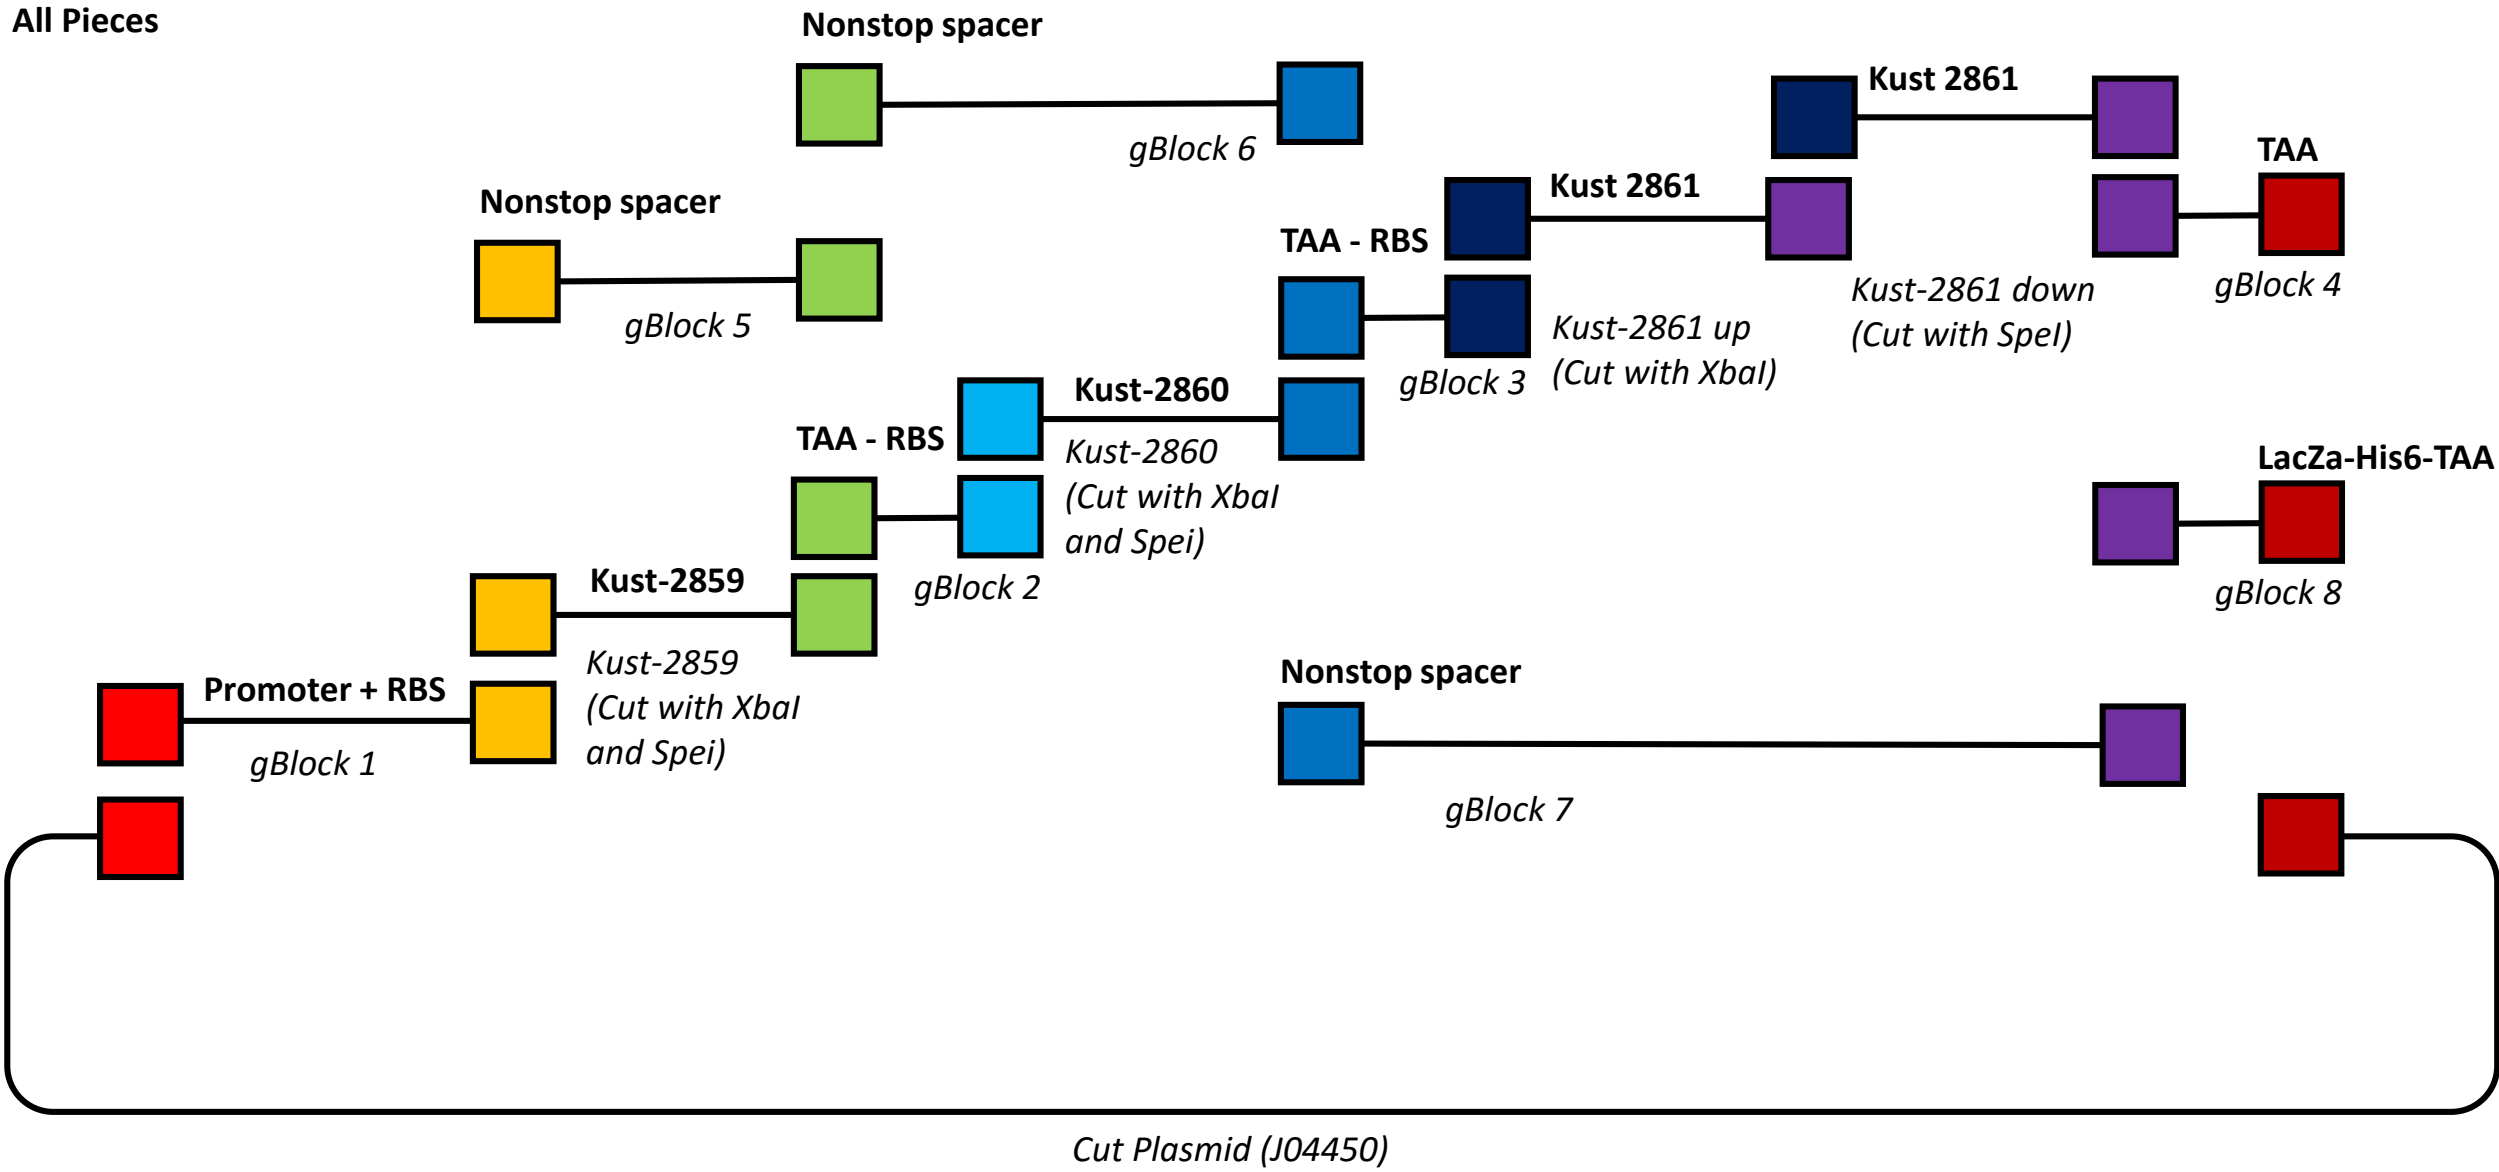 All Pieces
Nonstop spacer
gBlock 6
Kust 2861
TAA
Nonstop spacer
gBlock 5
Kust 2861
TAA - RBS
Kust-2861 down
(Cut with SpeI)
gBlock 4
Kust-2861 up
(Cut with XbaI)
gBlock 3
Kust-2860
TAA - RBS
Kust-2860
(Cut with XbaI
and Spei)
LacZa-His6-TAA
gBlock 2
gBlock 8
Kust-2859
Kust-2859
(Cut with XbaI
and Spei)
Promoter + RBS
gBlock 1
Nonstop spacer
gBlock 7
Cut Plasmid (J04450)